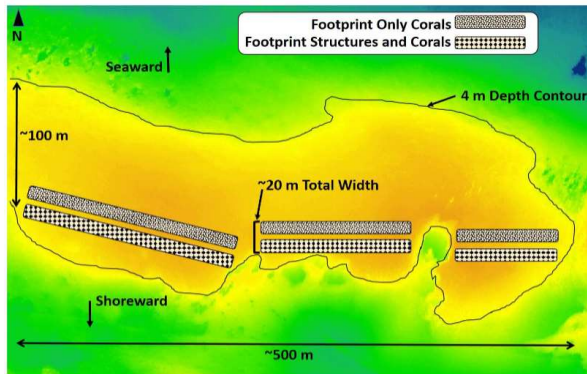 Footprint Only Corals
Footprint Structures and Corals
N
Seaward
4 m Depth Contour
~100 m
~20 m Total Width
Shoreward
~500 m